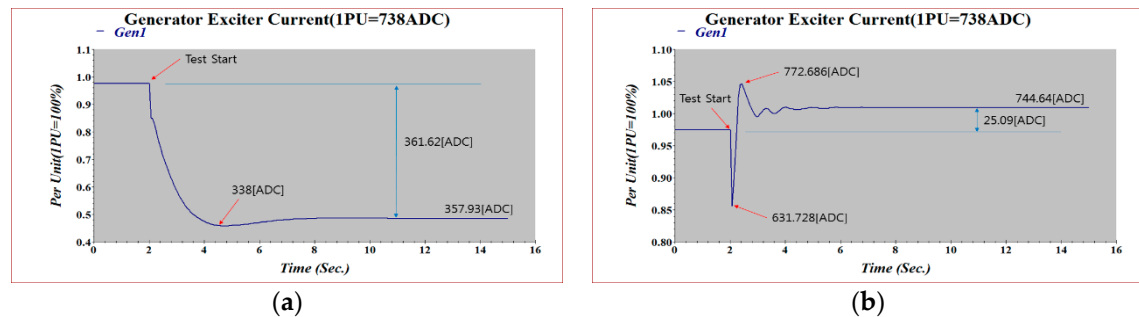 Generator Exciter Current(1PU=738ADC)
Gen1
Per Unit(1PU=100%)
1.1
1.0
0.9
0.8
0.7
0.6
0.5
0.4
Test Start
361.62[ADC]
338[ADC]
357.93[ADC]
0 2 4 6 8 10 12 14 16
Time (Sec.)
(a)
Generator Exciter Current(1PU=738ADC)
Gen1
Per Unit(1PU=100%)
1.10
1.05
1.00
0.95
0.90
0.85
0.80
772.686[ADC]
Test Start
744.64[ADC]
25.09[ADC]
631.728[ADC]
0 2 4 6 8 10 12 14 16
Time (Sec.)
(b)